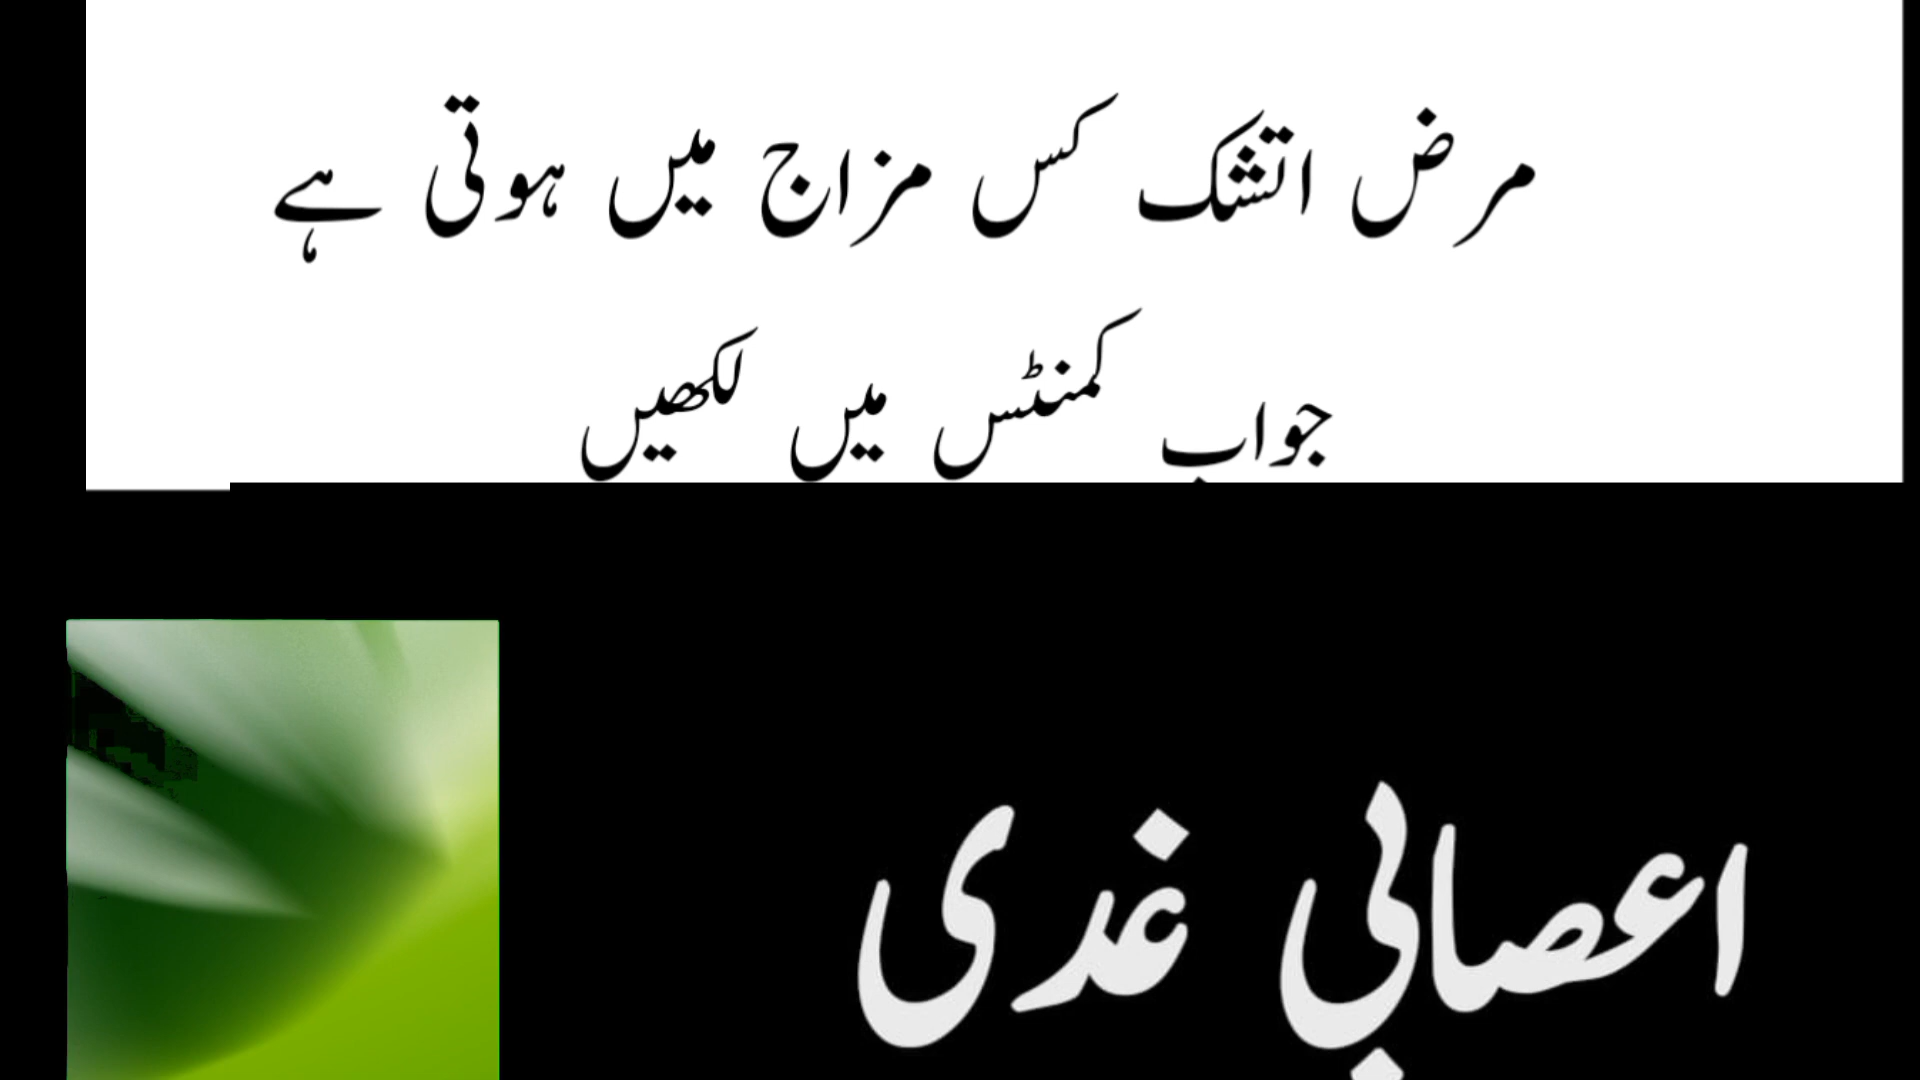 مرض اتشک کس مزاج میں ہوتی ہے
جواب کمنٹس میں لکھیں
اعصابی غدی